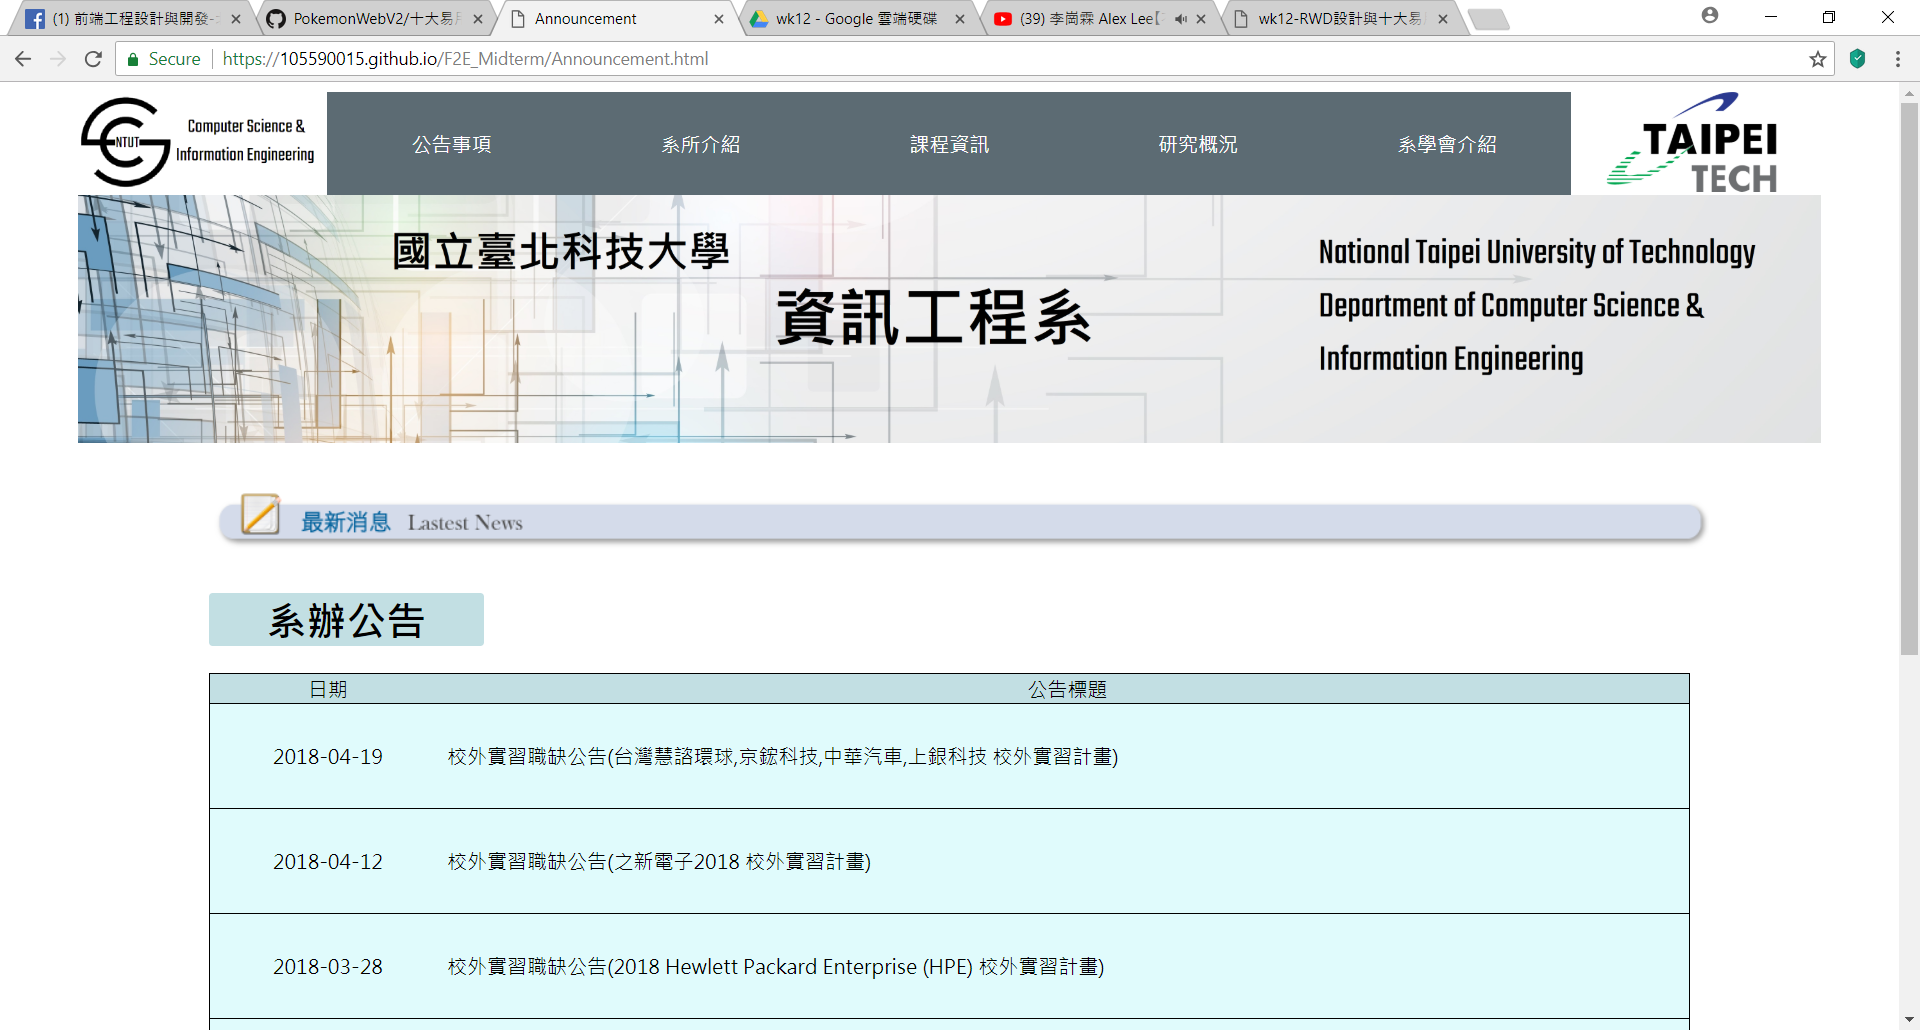 (1) 前端工程設計與開發-
PokemonWebV2/十大易
Announcement
wk12 - Google 雲端硬碟
(39) 李崗霖 Alex Lee【
wk12-RWD設計與十大易
Secure
https://105590015.github.io/F2E_Midterm/Announcement.html
NTUT
Computer Science &
Information Engineering
公告事項
系所介紹
課程資訊
研究概況
系學會介紹
TAIPEI
TECH
國立臺北科技大學
資訊工程系
National Taipei University of Technology
Department of Computer Science &
Information Engineering
最新消息 Lastest News
系辦公告
日期 公告標題
2018-04-19 校外實習職缺公告(台灣慧諮環球,京鋐科技,中華汽車,上銀科技 校外實習計畫)
2018-04-12 校外實習職缺公告(之新電子2018 校外實習計畫)
2018-03-28 校外實習職缺公告(2018 Hewlett Packard Enterprise (HPE) 校外實習計畫)